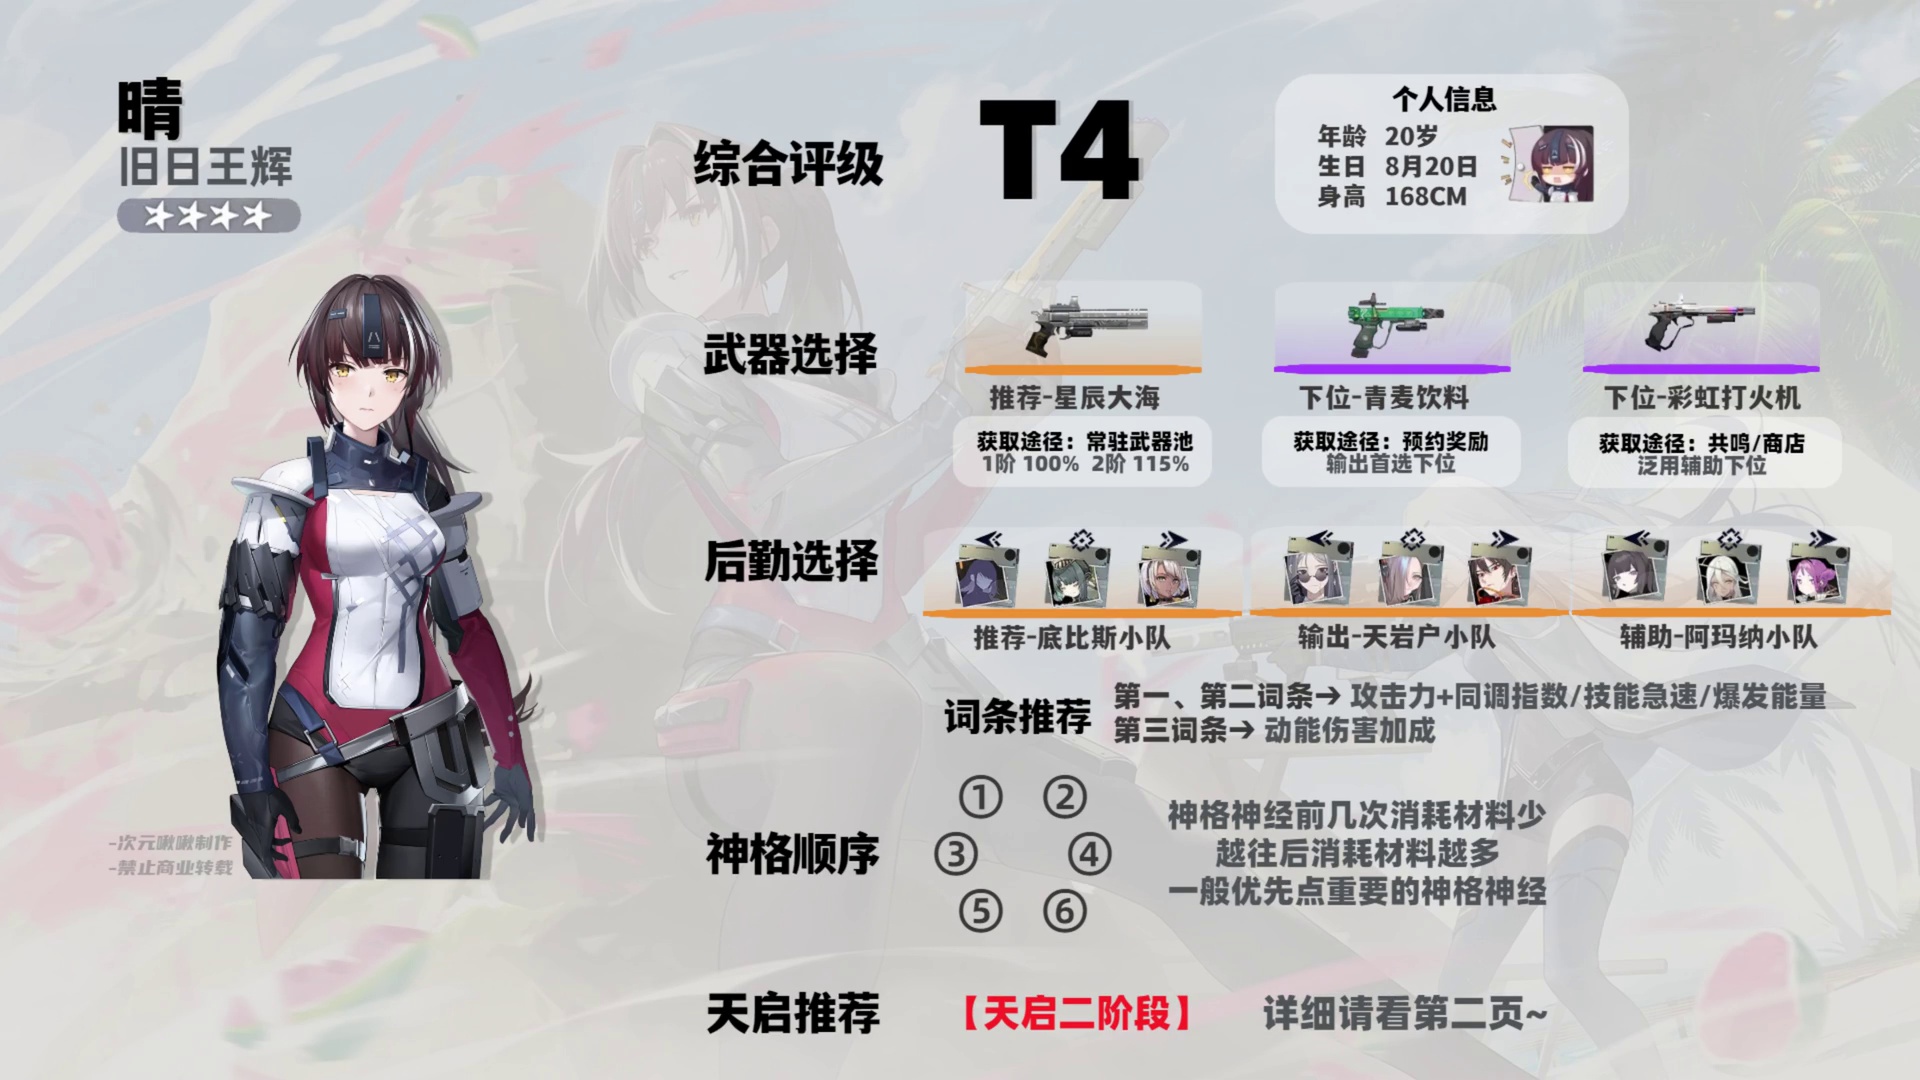 晴
旧日王辉
综合评级
T4
个人信息
年龄 20岁
生日 8月20日
身高 168CM
武器选择
推荐-星辰大海
获取途径：常驻武器池
1阶 100% 2阶 115%
下位-青麦饮料
获取途径：预约奖励
输出首选下位
下位-彩虹打火机
获取途径：共鸣/商店
泛用辅助下位
后勤选择
推荐-底比斯小队
输出-天岩户小队
辅助-阿玛纳小队
词条推荐
第一、第二词条→ 攻击力+同调指数/技能急速/爆发能量
第三词条→ 动能伤害加成
神格顺序
① ②
③ ④
⑤ ⑥
神格神经前几次消耗材料少
越往后消耗材料越多
一般优先点重要的神格神经
天启推荐
【天启二阶段】
详细请看第二页~
-次元啾啾制作
-禁止商业转载